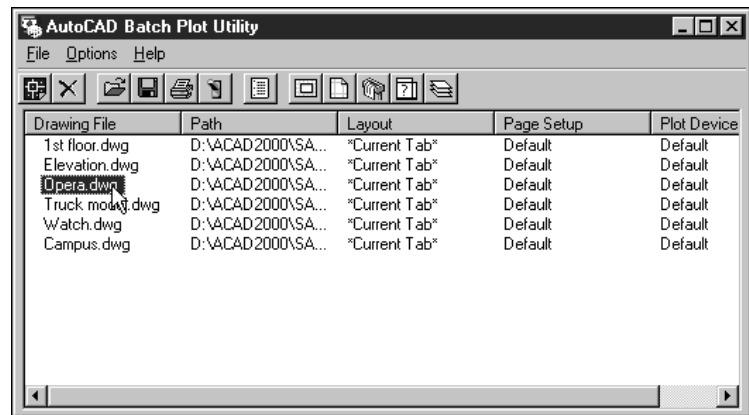 AutoCAD Batch Plot Utility
File Options Help
Drawing File Path Layout Page Setup Plot Device
1st floor.dwg D:\ACAD2000\SA... *Current Tab* Default Default
Elevation.dwg D:\ACAD2000\SA... *Current Tab* Default Default
Opera.dwg D:\ACAD2000\SA... *Current Tab* Default Default
Truck model.dwg D:\ACAD2000\SA... *Current Tab* Default Default
Watch.dwg D:\ACAD2000\SA... *Current Tab* Default Default
Campus.dwg D:\ACAD2000\SA... *Current Tab* Default Default